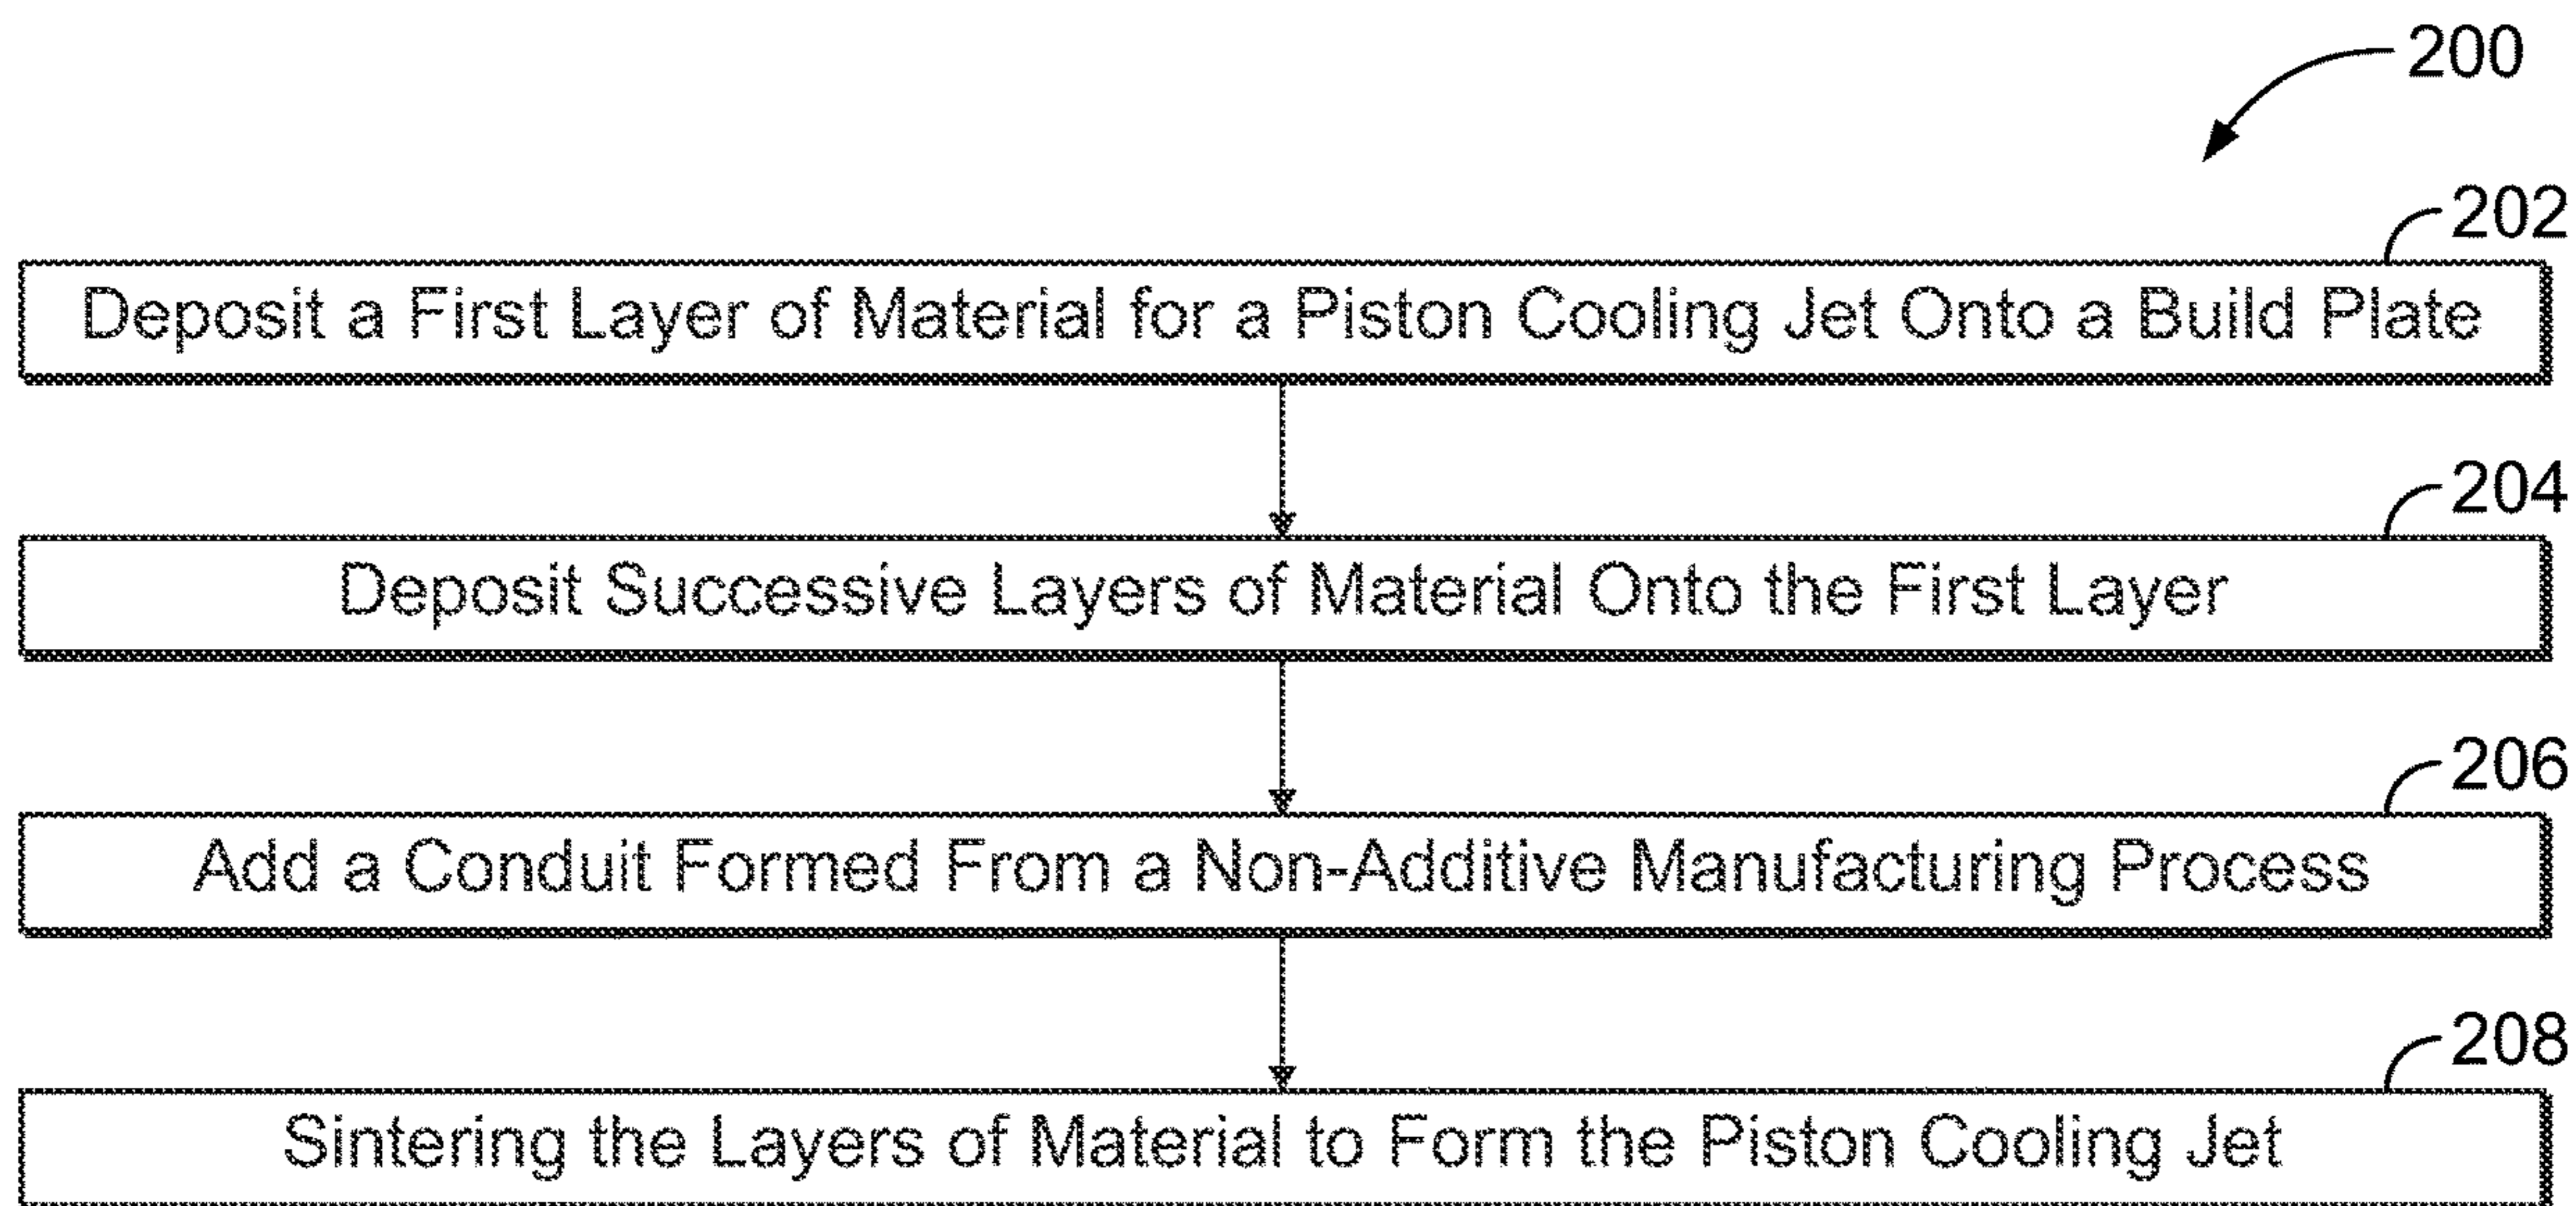 200
202
Deposit a First Layer of Material for a Piston Cooling Jet Onto a Build Plate
204
Deposit Successive Layers of Material Onto the First Layer
206
Add a Conduit Formed From a Non-Additive Manufacturing Process
208
Sintering the Layers of Material to Form the Piston Cooling Jet